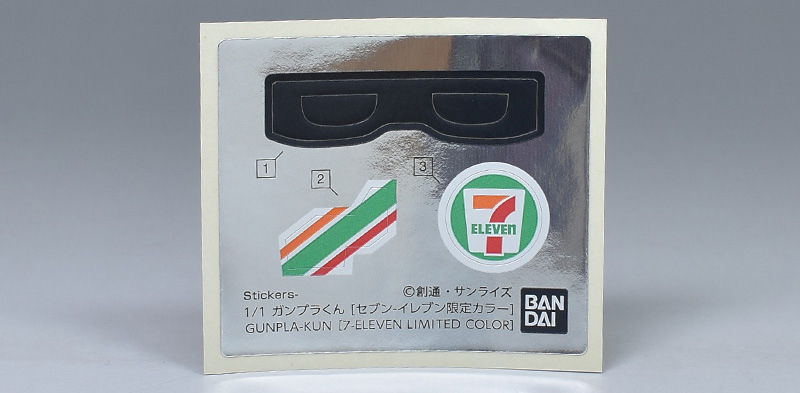 1
2
3
7
ELEVEN
Stickers-
©創通・サンライズ
1/1 ガンプラくん [セブン-イレブン限定カラー]
GUNPLA-KUN [7-ELEVEN LIMITED COLOR]
BAN
DAI